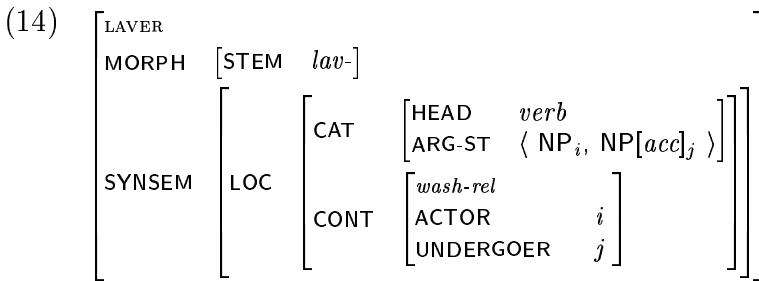 (14) LAVER
MORPH [STEM lav-]
SYNSEM [LOC [CAT [HEAD verb
ARG-ST ⟨ NP_i, NP[acc]_j ⟩]
CONT [wash-rel
ACTOR i
UNDERGOER j]]]